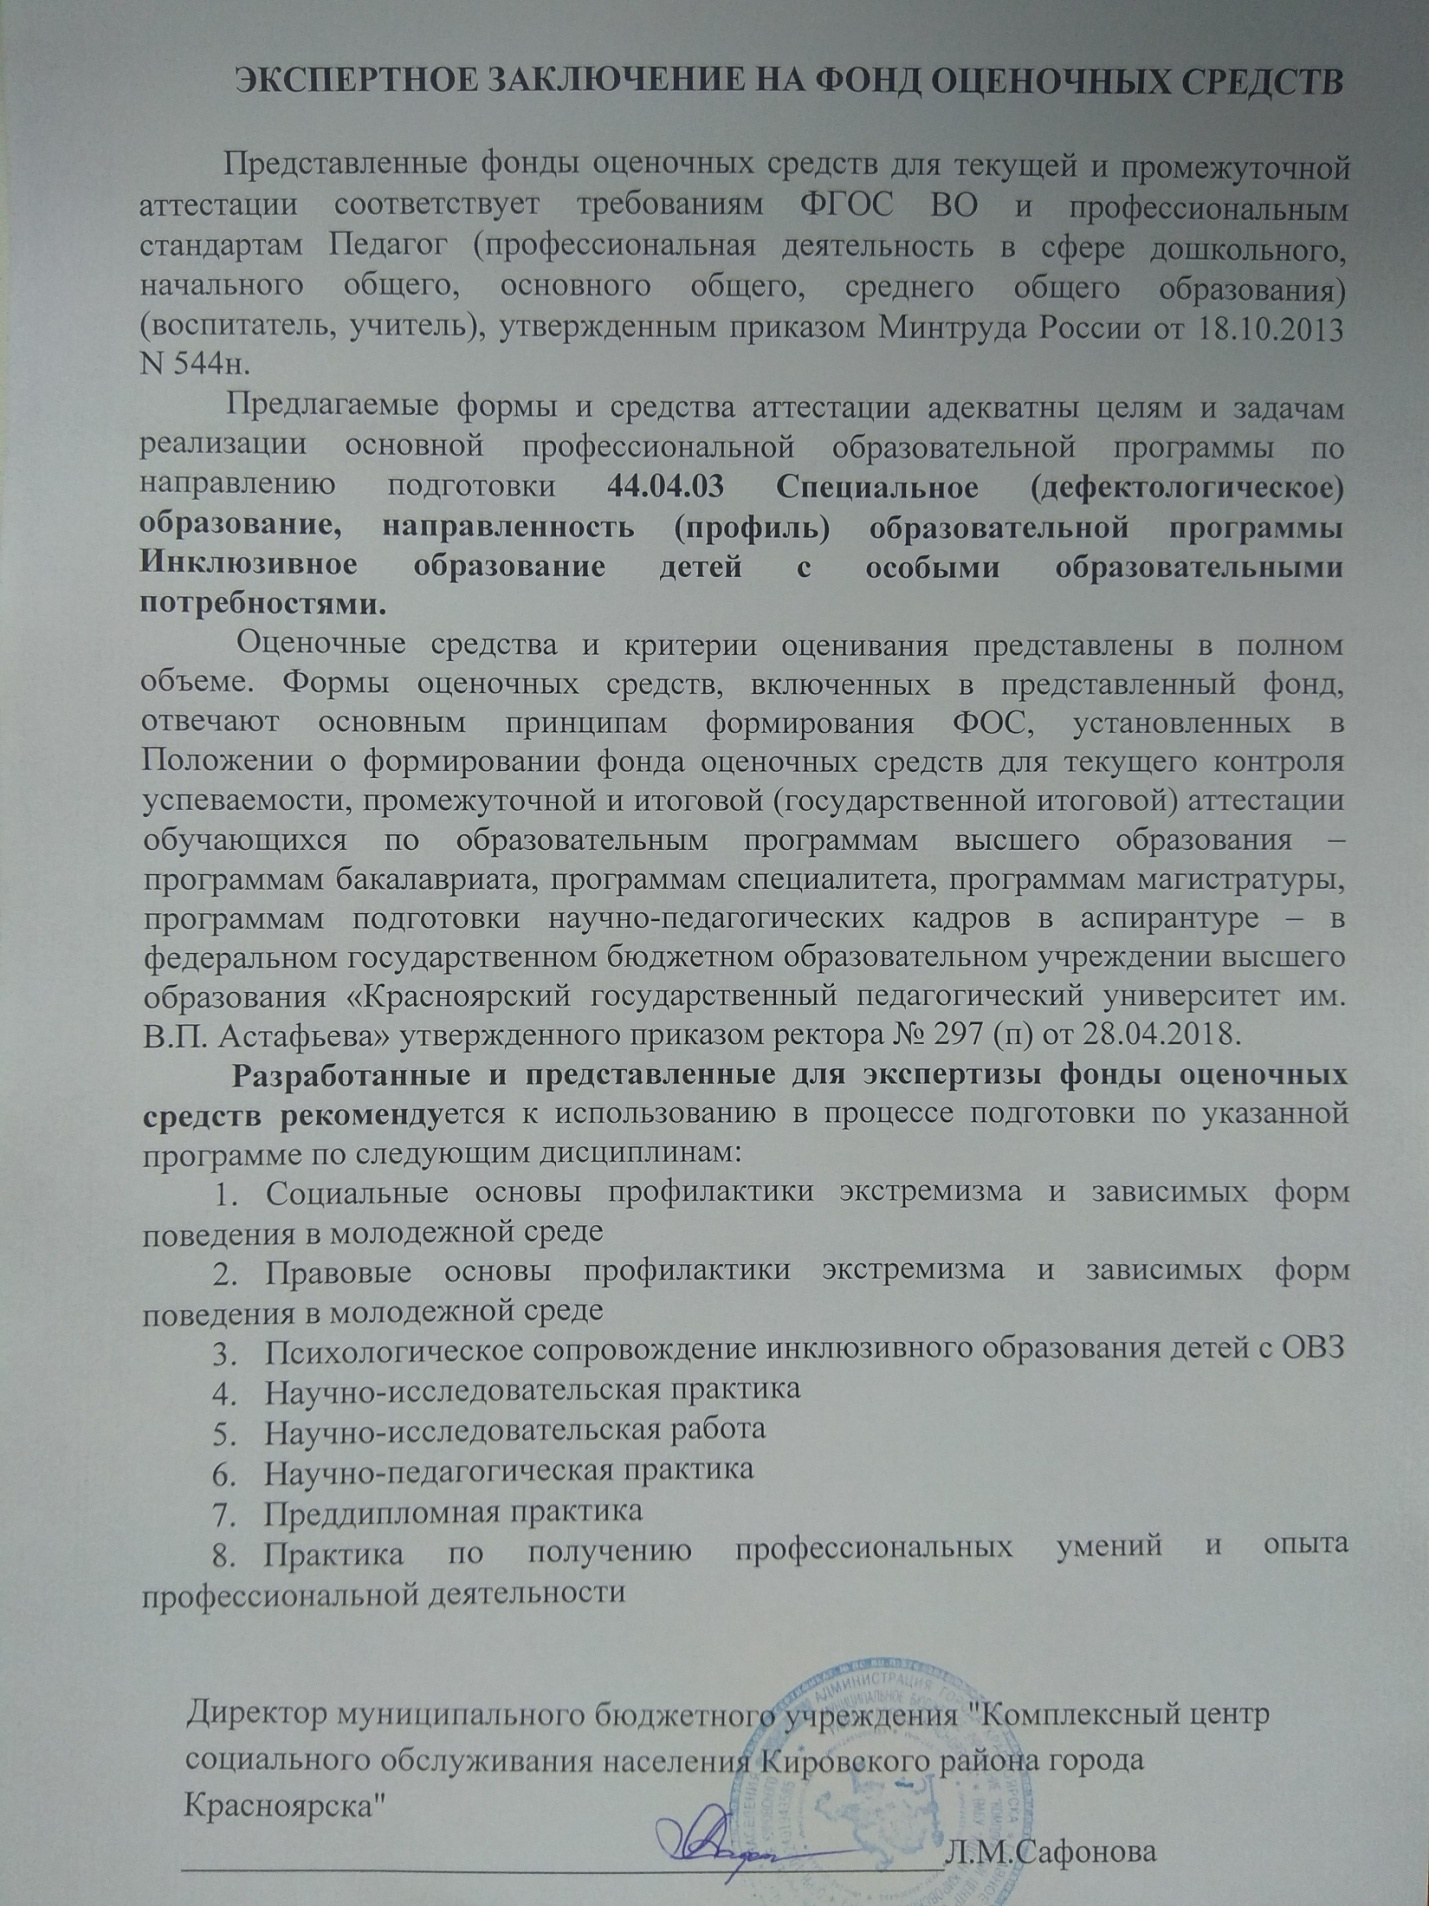 ЭКСПЕРТНОЕ ЗАКЛЮЧЕНИЕ НА ФОНД ОЦЕНОЧНЫХ СРЕДСТВ
Представленные фонды оценочных средств для текущей и промежуточной
аттестации соответствует требованиям ФГОС ВО и профессиональным
стандартам Педагог (профессиональная деятельность в сфере дошкольного,
начального общего, основного общего, среднего общего образования)
(воспитатель, учитель), утвержденным приказом Минтруда России от 18.10.2013
N 544н.
Предлагаемые формы и средства аттестации адекватны целям и задачам
реализации основной профессиональной образовательной программы по
направлению подготовки 44.04.03 Специальное (дефектологическое)
образование, направленность (профиль) образовательной программы
Инклюзивное образование детей с особыми образовательными
потребностями.
Оценочные средства и критерии оценивания представлены в полном
объеме. Формы оценочных средств, включенных в представленный фонд,
отвечают основным принципам формирования ФОС, установленных в
Положении о формировании фонда оценочных средств для текущего контроля
успеваемости, промежуточной и итоговой (государственной итоговой) аттестации
обучающихся по образовательным программам высшего образования –
программам бакалавриата, программам специалитета, программам магистратуры,
программам подготовки научно-педагогических кадров в аспирантуре – в
федеральном государственном бюджетном образовательном учреждении высшего
образования «Красноярский государственный педагогический университет им.
В.П. Астафьева» утвержденного приказом ректора № 297 (п) от 28.04.2018.
Разработанные и представленные для экспертизы фонды оценочных
средств рекомендуется к использованию в процессе подготовки по указанной
программе по следующим дисциплинам:
1. Социальные основы профилактики экстремизма и зависимых форм
поведения в молодежной среде
2. Правовые основы профилактики экстремизма и зависимых форм
поведения в молодежной среде
3. Психологическое сопровождение инклюзивного образования детей с ОВЗ
4. Научно-исследовательская практика
5. Научно-исследовательская работа
6. Научно-педагогическая практика
7. Преддипломная практика
8. Практика по получению профессиональных умений и опыта
профессиональной деятельности
Директор муниципального бюджетного учреждения "Комплексный центр
социального обслуживания населения Кировского района города
Красноярска"
Л.М.Сафонова
АДМИНИСТРАЦИЯ